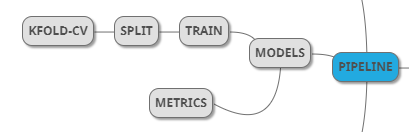 KFOLD-CV
SPLIT
TRAIN
MODELS
PIPELINE
METRICS